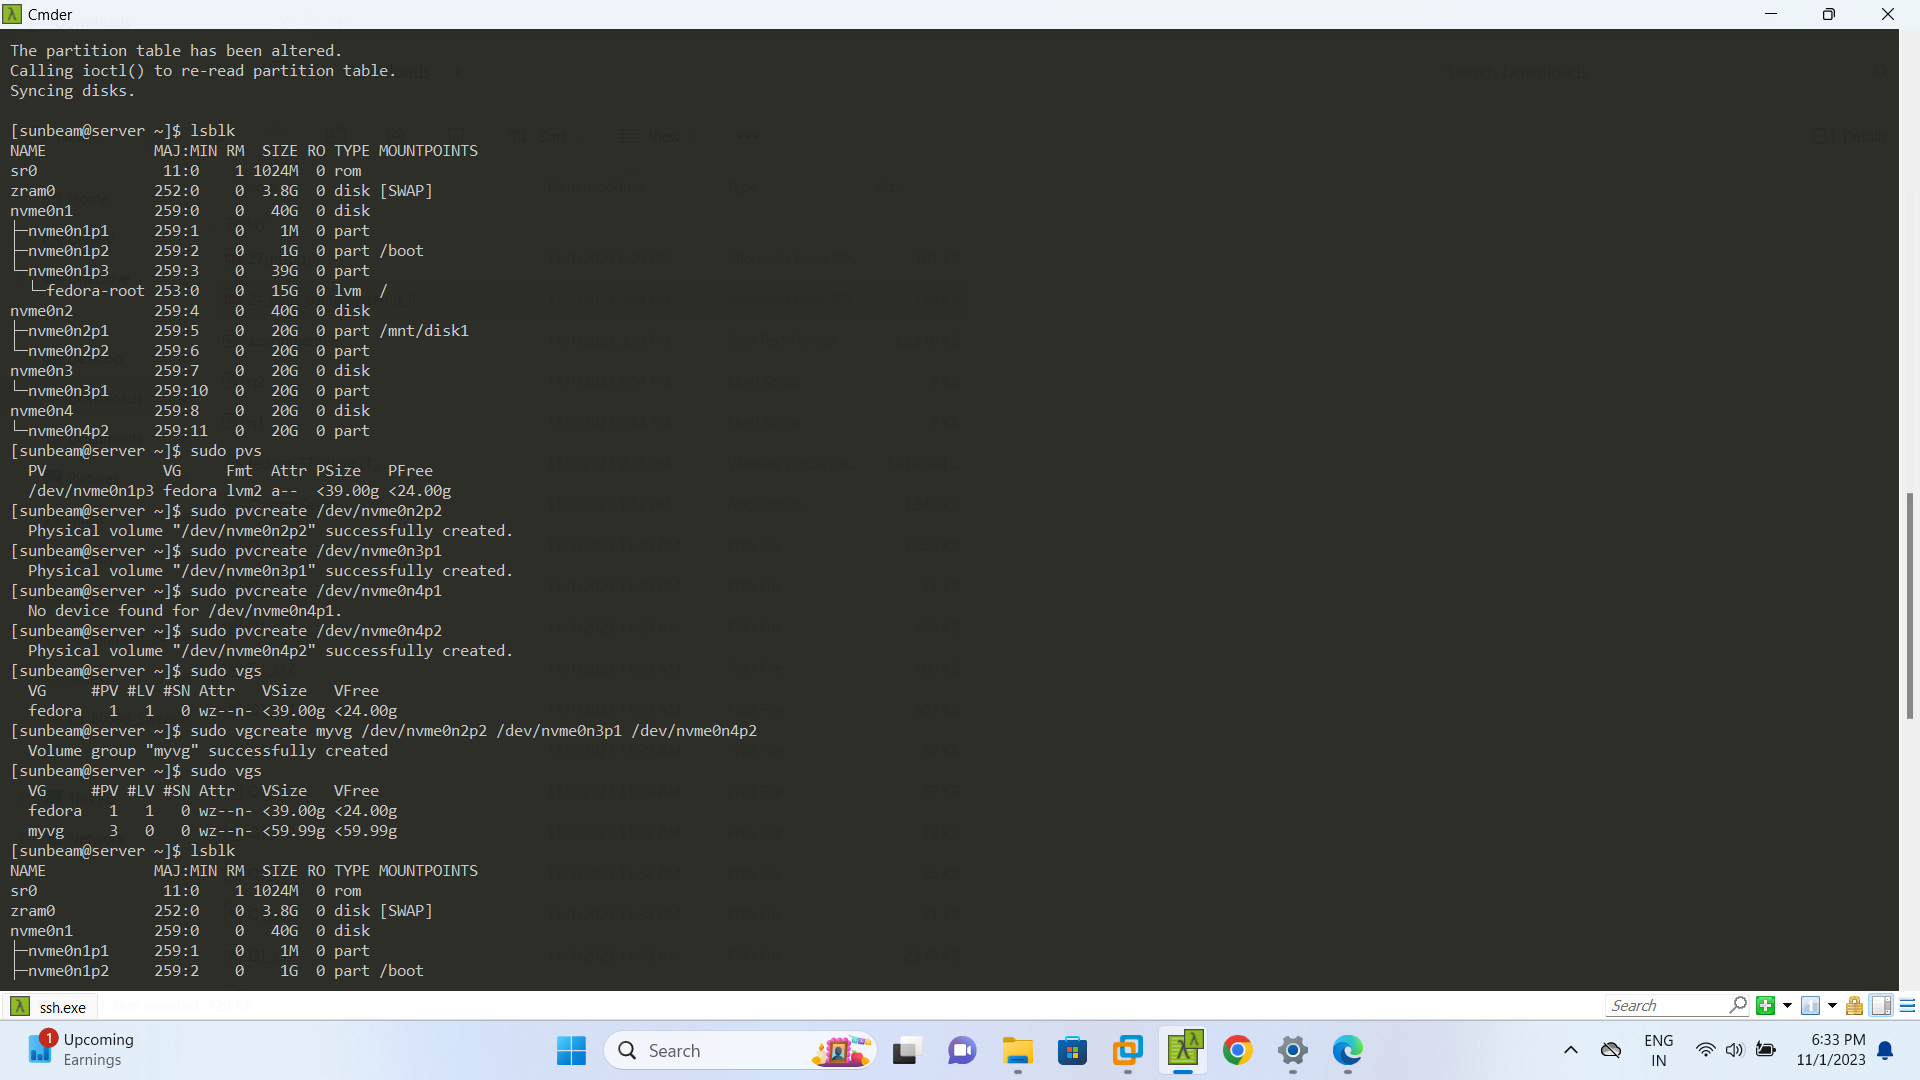 Cmder
The partition table has been altered.
Calling ioctl() to re-read partition table.
Syncing disks.
[sunbeam@server ~]$ lsblk
NAME            MAJ:MIN RM   SIZE RO TYPE MOUNTPOINTS
sr0              11:0    1 1024M  0 rom
zram0           252:0    0  3.8G  0 disk [SWAP]
nvme0n1         259:0    0   40G  0 disk
├─nvme0n1p1     259:1    0    1M  0 part
├─nvme0n1p2     259:2    0    1G  0 part /boot
└─nvme0n1p3     259:3    0   39G  0 part
  └─fedora-root 253:0    0   15G  0 lvm  /
nvme0n2         259:4    0   40G  0 disk
├─nvme0n2p1     259:5    0   20G  0 part /mnt/disk1
└─nvme0n2p2     259:6    0   20G  0 part
nvme0n3         259:7    0   20G  0 disk
└─nvme0n3p1     259:10   0   20G  0 part
nvme0n4         259:8    0   20G  0 disk
└─nvme0n4p2     259:11   0   20G  0 part
[sunbeam@server ~]$ sudo pvs
  PV             VG     Fmt  Attr PSize   PFree
  /dev/nvme0n1p3 fedora lvm2 a--  <39.00g <24.00g
[sunbeam@server ~]$ sudo pvcreate /dev/nvme0n2p2
  Physical volume "/dev/nvme0n2p2" successfully created.
[sunbeam@server ~]$ sudo pvcreate /dev/nvme0n3p1
  Physical volume "/dev/nvme0n3p1" successfully created.
[sunbeam@server ~]$ sudo pvcreate /dev/nvme0n4p1
  No device found for /dev/nvme0n4p1.
[sunbeam@server ~]$ sudo pvcreate /dev/nvme0n4p2
  Physical volume "/dev/nvme0n4p2" successfully created.
[sunbeam@server ~]$ sudo vgs
  VG     #PV #LV #SN Attr   VSize   VFree
  fedora   1   1   0 wz--n- <39.00g <24.00g
[sunbeam@server ~]$ sudo vgcreate myvg /dev/nvme0n2p2 /dev/nvme0n3p1 /dev/nvme0n4p2
  Volume group "myvg" successfully created
[sunbeam@server ~]$ sudo vgs
  VG     #PV #LV #SN Attr   VSize   VFree
  fedora   1   1   0 wz--n- <39.00g <24.00g
  myvg     3   0   0 wz--n- <59.99g <59.99g
[sunbeam@server ~]$ lsblk
NAME            MAJ:MIN RM   SIZE RO TYPE MOUNTPOINTS
sr0              11:0    1 1024M  0 rom
zram0           252:0    0  3.8G  0 disk [SWAP]
nvme0n1         259:0    0   40G  0 disk
├─nvme0n1p1     259:1    0    1M  0 part
├─nvme0n1p2     259:2    0    1G  0 part /boot
ssh.exe
Search
1
Upcoming
Earnings
Search
ENG
IN
6:33 PM
11/1/2023